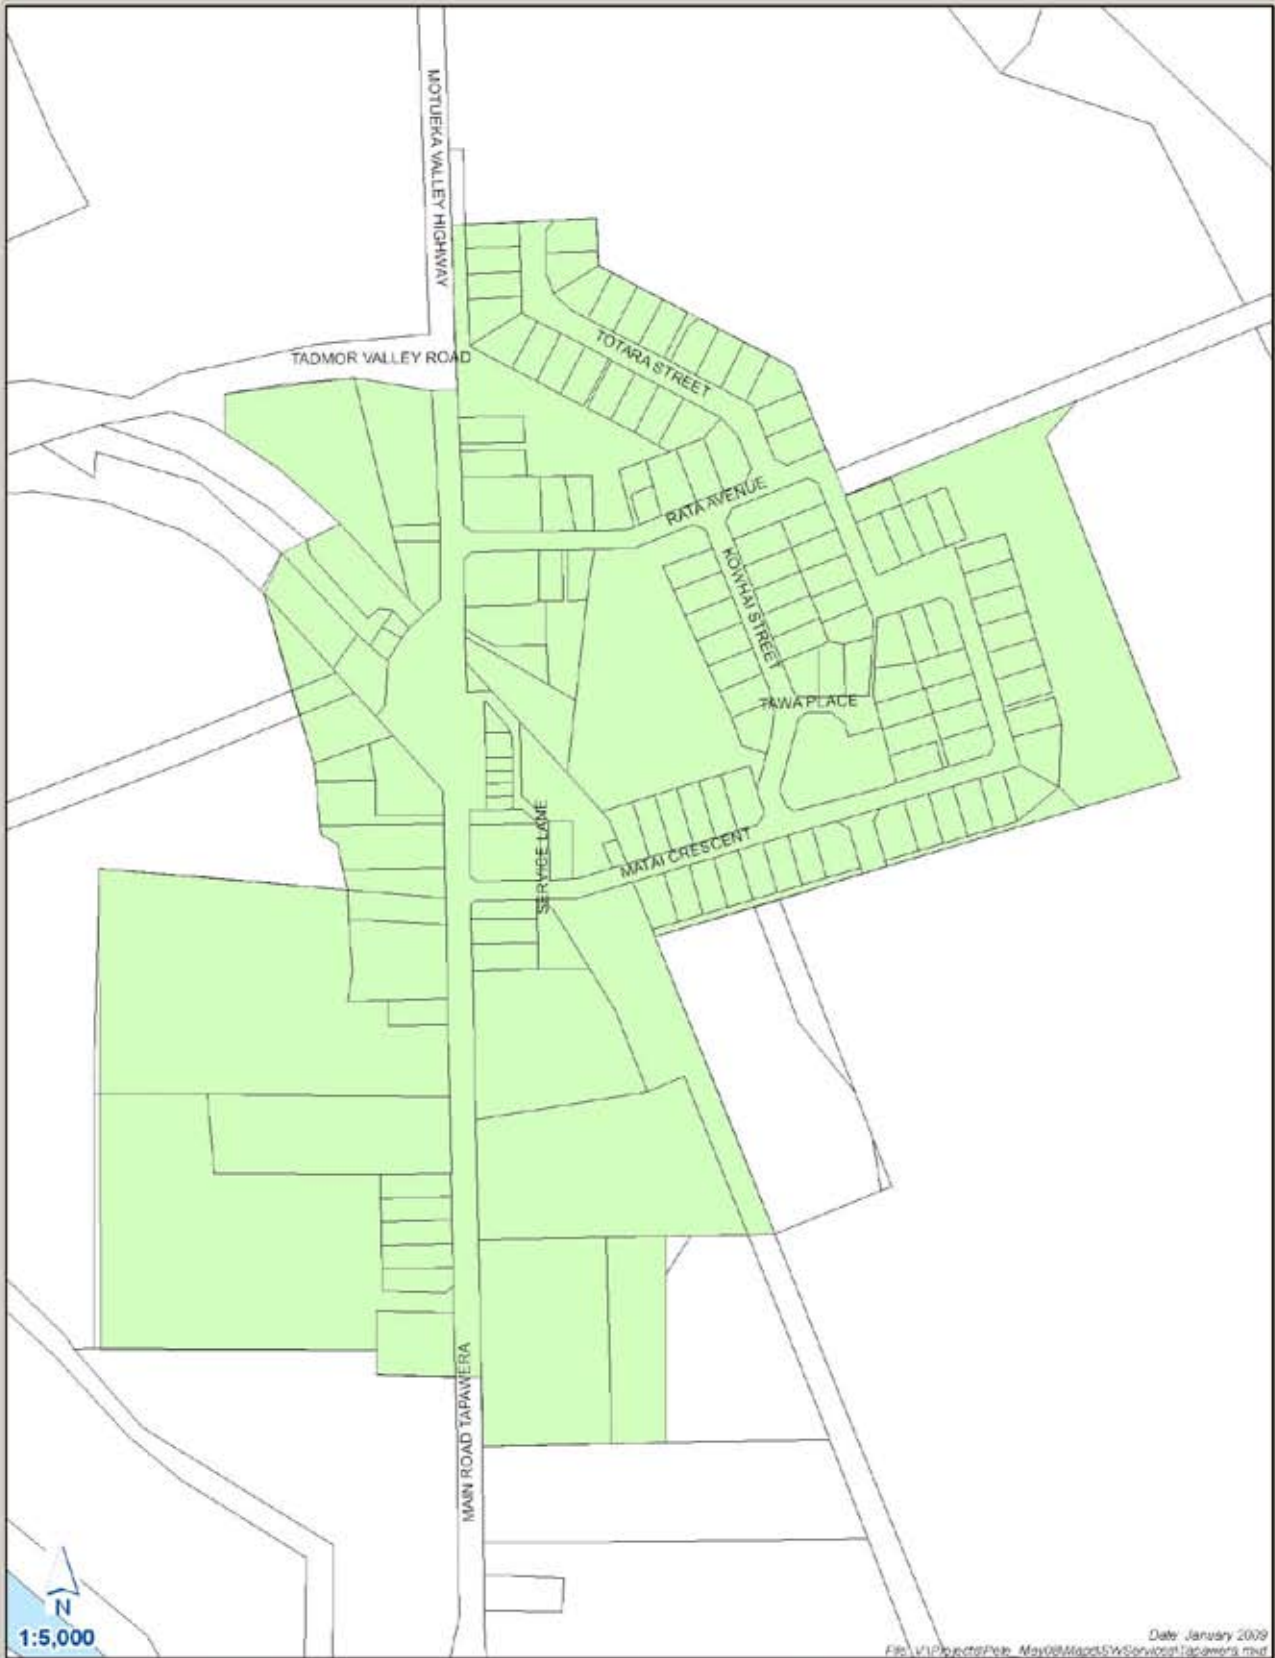 MOTUEKA VALLEY HIGHWAY
TOTARA STREET
TADMOR VALLEY ROAD
RATA AVENUE
KOWHAI STREET
TAWA PLACE
SERVICE LANE
MATAI CRESCENT
MAIN ROAD TAPAWERA
N
1:5,000
Date: January 2009